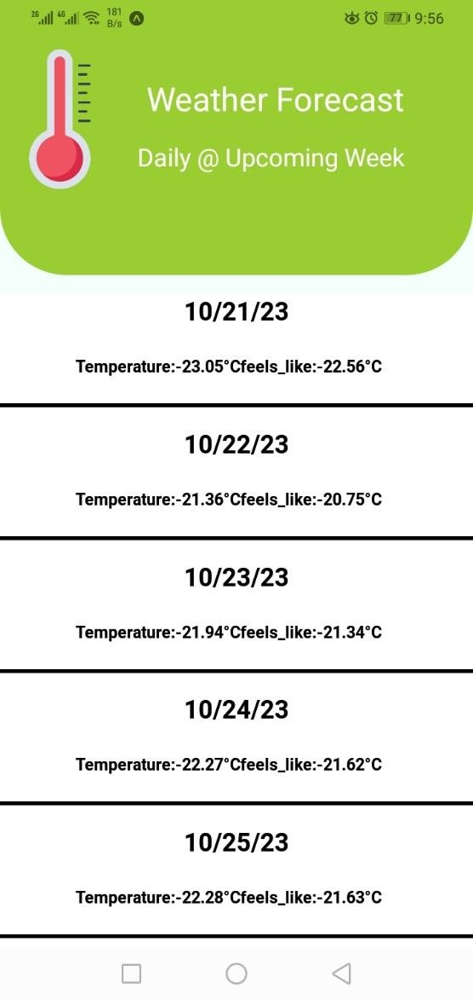 2G 4G 181 B/s 77 9:56
Weather Forecast
Daily @ Upcoming Week
10/21/23
Temperature:-23.05°Cfeels_like:-22.56°C
10/22/23
Temperature:-21.36°Cfeels_like:-20.75°C
10/23/23
Temperature:-21.94°Cfeels_like:-21.34°C
10/24/23
Temperature:-22.27°Cfeels_like:-21.62°C
10/25/23
Temperature:-22.28°Cfeels_like:-21.63°C